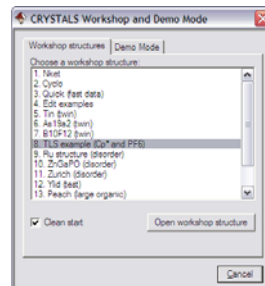 CRYSTALS Workshop and Demo Mode
Workshop structures Demo Mode
Choose a workshop structure:
1. Nket
2. Cyclo
3. Quick (fast data)
4. Edt examples
5. Tin (twin)
6. As19a2 (twin)
7. B10F12 (twin)
8. TLS example (Cp* and PF6)
9. Ru structure (disorder)
10. ZnGaPO (disorder)
11. Zurich (disorder)
12. Ylid (test)
13. Peach (large organic)
Clean start Open workshop structure
Cancel